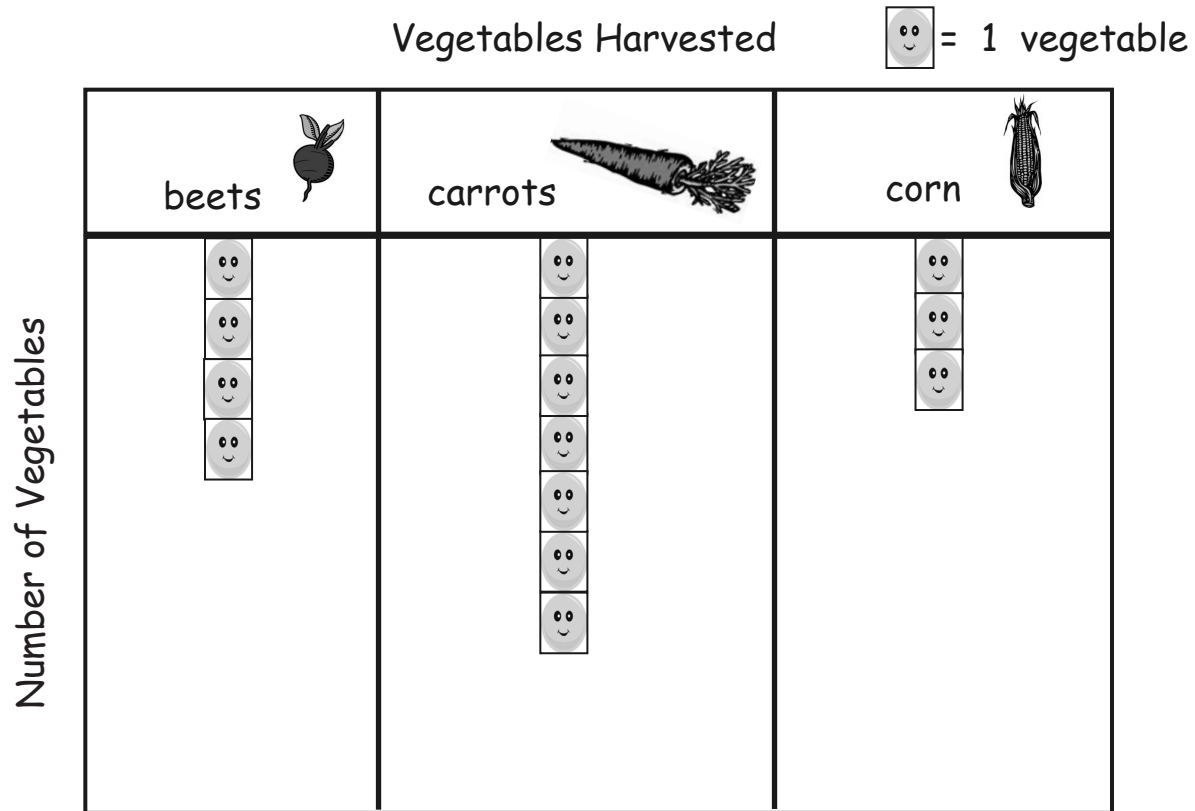 Vegetables Harvested
= 1 vegetable
beets
carrots
corn
Number of Vegetables